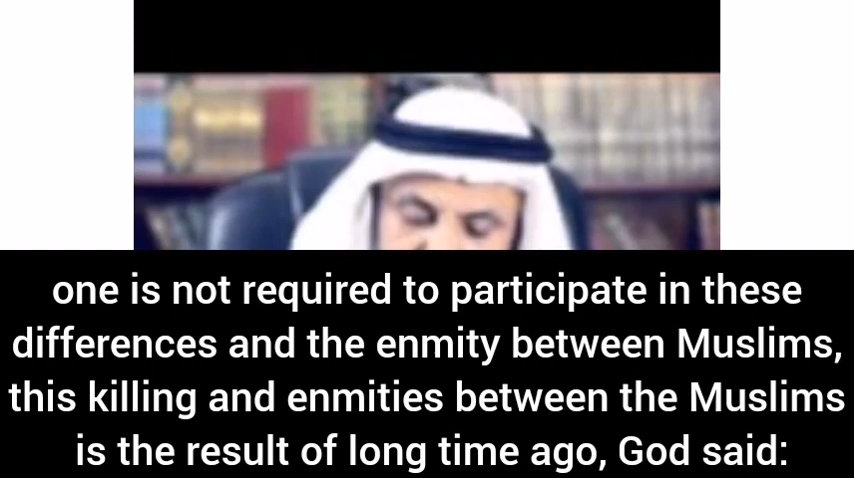 one is not required to participate in these
differences and the enmity between Muslims,
this killing and enmities between the Muslims
is the result of long time ago, God said: